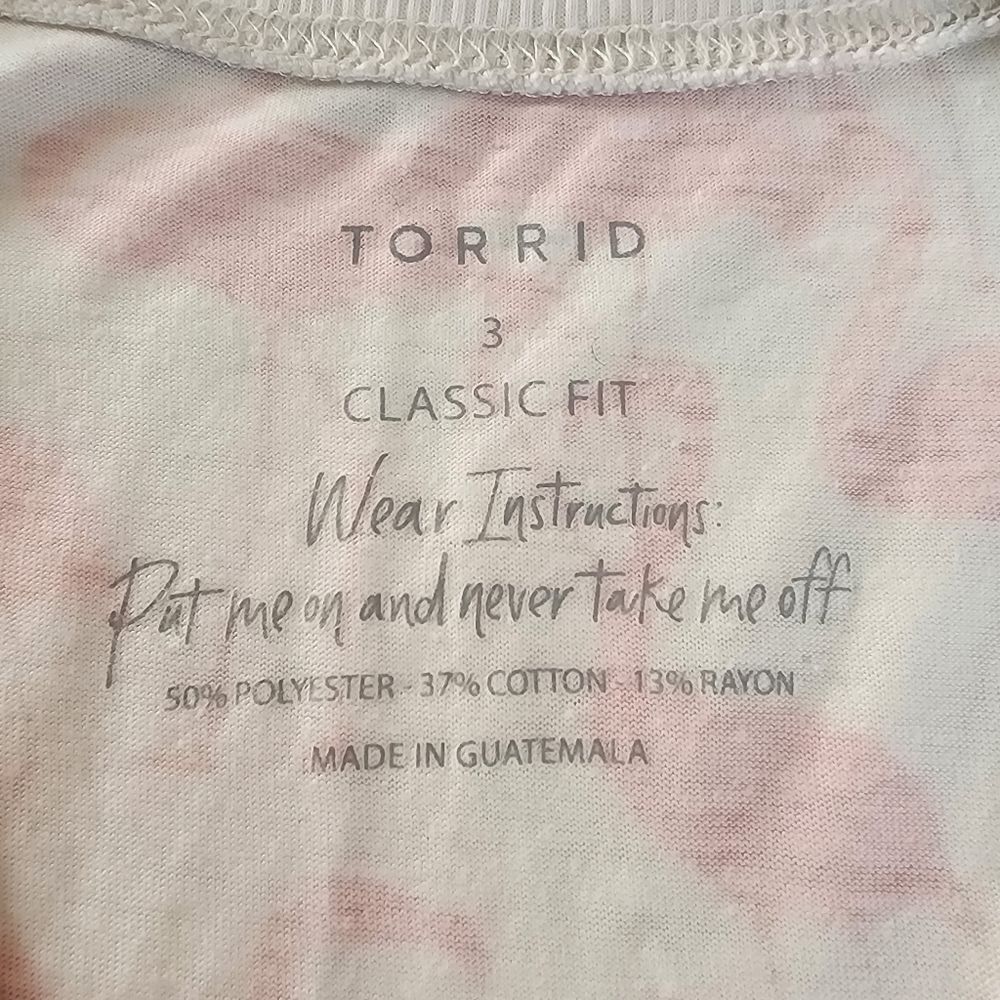 TORRID
3
CLASSIC FIT
Wear Instructions:
Put me on and never take me off
50% POLYESTER - 37% COTTON - 13% RAYON
MADE IN GUATEMALA